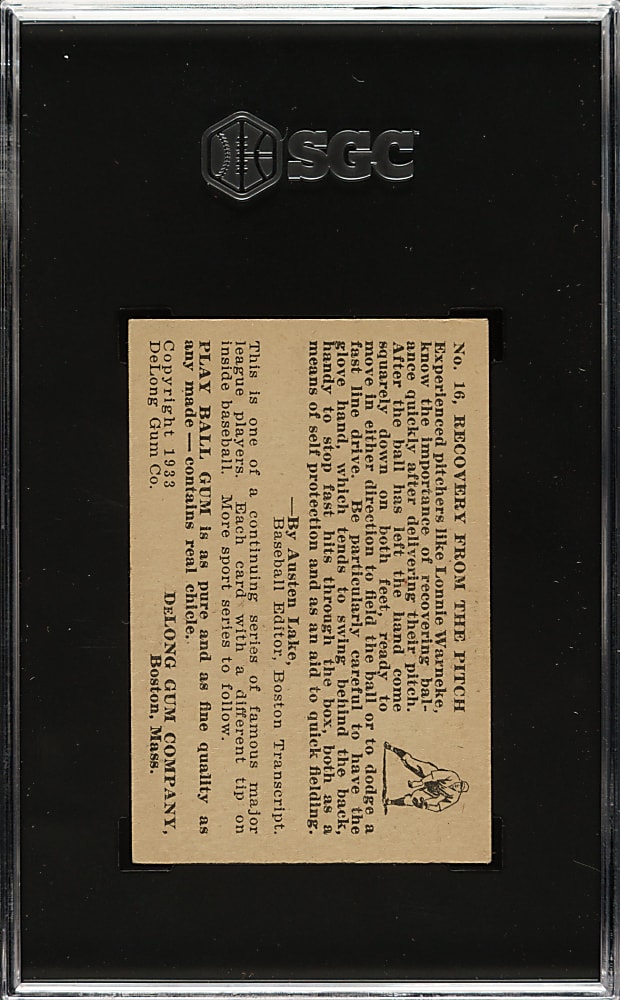 SGC
No. 16, RECOVERY FROM THE PITCH
Experienced pitchers like Lonnie Warneke,
know the importance of recovering bal-
ance quickly after delivering their pitch.
After the ball has left the hand come
squarely down on both feet, ready to
move in either direction to field the ball or to dodge a
fast line drive. Be particularly careful to have the
glove hand, which tends to swing behind the back,
handy to stop fast hits through the box, both as a
means of self protection and as an aid to quick fielding.
—By Austen Lake,
Baseball Editor, Boston Transcript.
This is one of a continuing series of famous major
league players. Each card with a different tip on
inside baseball. More sport series to follow.
PLAY BALL GUM is as pure and as fine quality as
any made — contains real chicle.
Copyright 1933 DeLONG GUM COMPANY,
DeLong Gum Co. Boston, Mass.